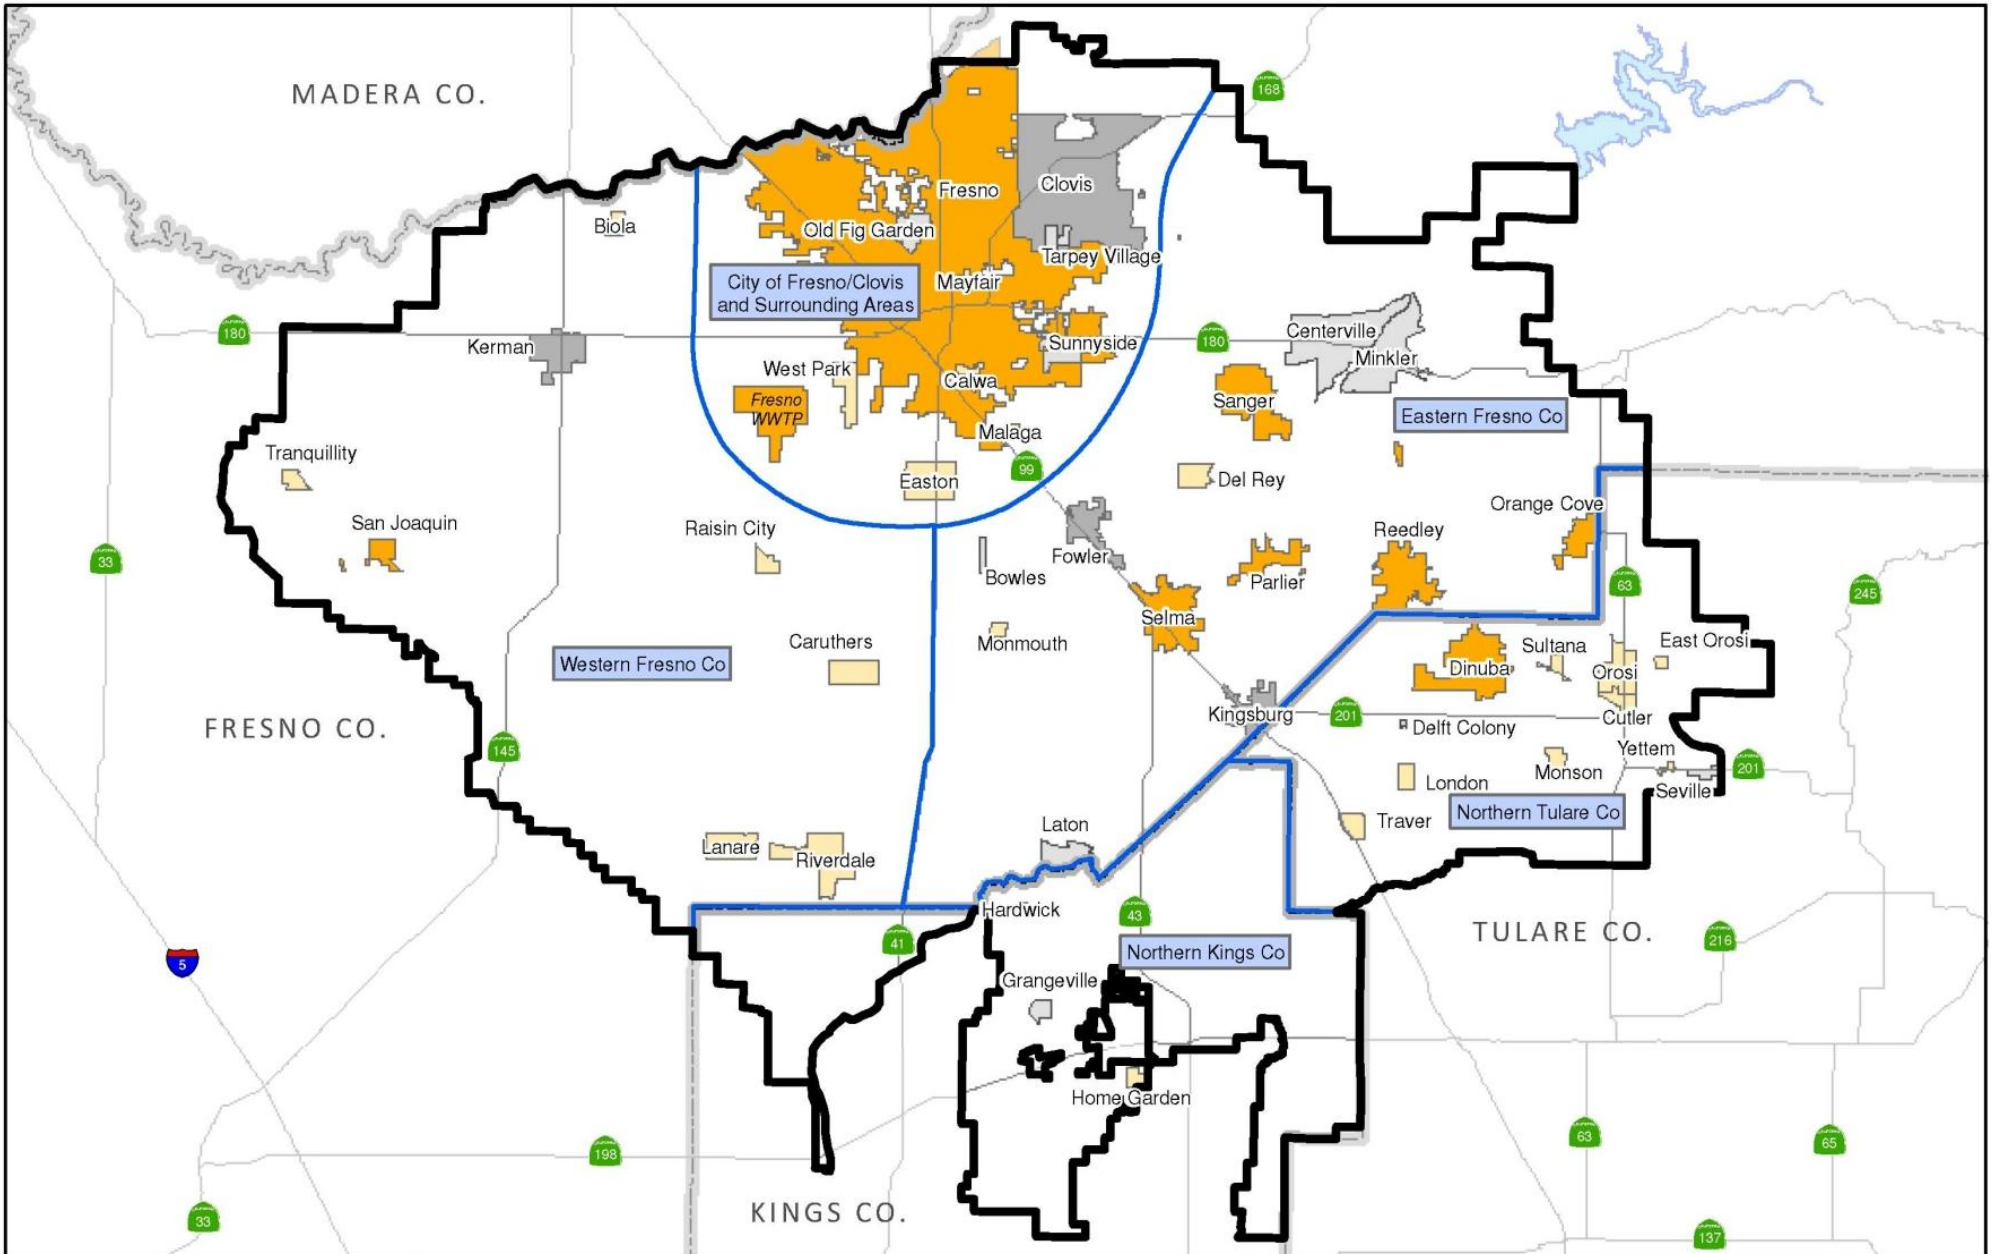 MADERA CO.
168
Fresno
Clovis
Biola
Old Fig Garden
Tarpey Village
City of Fresno/Clovis
and Surrounding Areas
Mayfair
180
Kerman
Sunnyside
180
Centerville
Minkler
West Park
Calwa
Fresno
WWTP
Sanger
Eastern Fresno Co
Malaga
Tranquillity
99
Easton
Del Rey
Orange Cove
San Joaquin
Raisin City
Reedley
33
Fowler
Bowles
Parlier
63
245
Selma
Caruthers
Monmouth
Western Fresno Co
Sultana
East Orosi
Dinuba
Orosi
FRESNO CO.
Kingsburg
201
Delft Colony
Cutler
145
Yettem
201
Monson
London
Seville
Northern Tulare Co
Traver
Laton
Lanare
Riverdale
Hardwick
43
TULARE CO.
41
216
5
Northern Kings Co
Grangeville
Home Garden
198
63
65
33
KINGS CO.
137